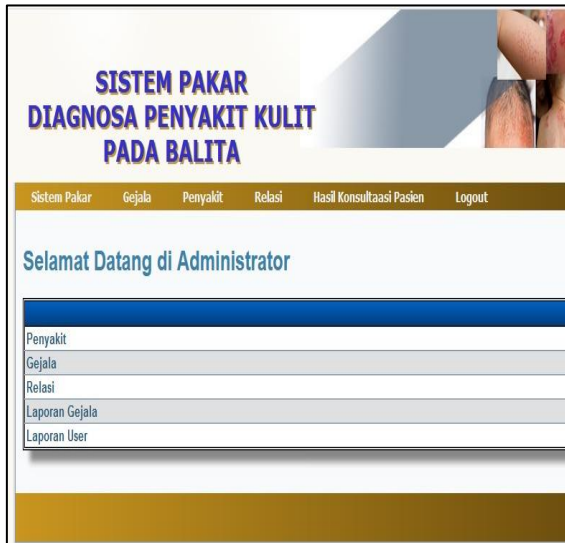 SISTEM PAKAR
DIAGNOSA PENYAKIT KULIT
PADA BALITA
Sistem Pakar Gejala Penyakit Relasi Hasil Konsultaasi Pasien Logout
Selamat Datang di Administrator
Penyakit
Gejala
Relasi
Laporan Gejala
Laporan User